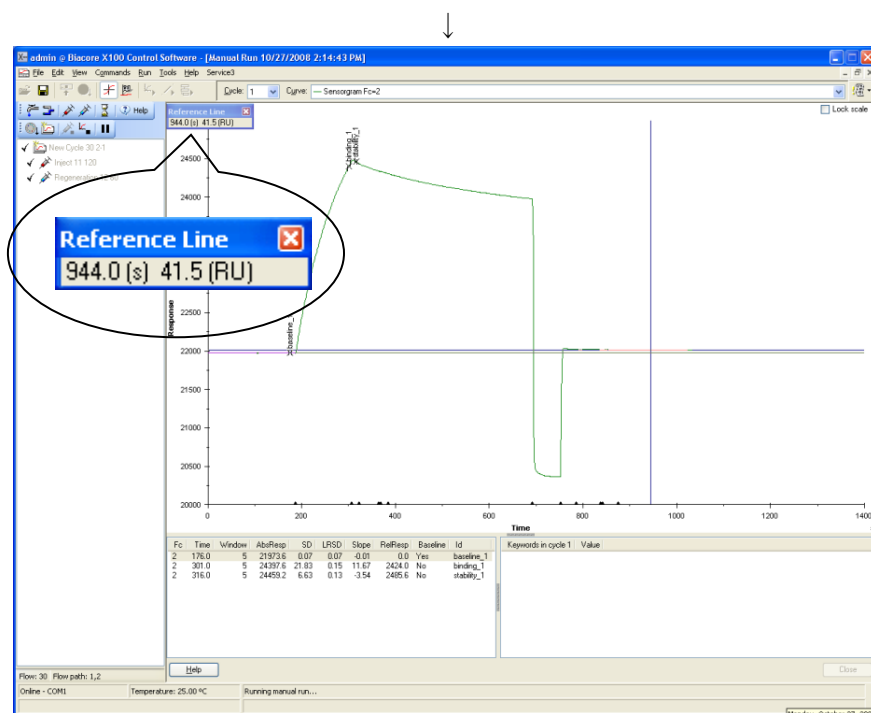 ↓
admin @ Biacore X100 Control Software - [Manual Run 10/27/2008 2:14:43 PM]
File Edit View Commands Run Tools Help Service3
Cycle: 1 Curve: — Sensorgram Fc=2
Help
Reference Line
944.0 (s) 41.5 (RU)
Lock scale
New Cycle 30 2-1
Inject 11 120
Regeneration
Reference Line
944.0 (s) 41.5 (RU)
binding_1
stability_1
baseline_1
Response
24500
24000
22500
22000
21500
21000
20500
20000
0 200 400 600 800 1000 1200 1400
Time
Fc Time Window AbsResp SD LRSD Slope RelResp Baseline Id
2 176.0 5 21973.6 0.07 0.07 -0.01 0.0 Yes baseline_1
2 301.0 5 24397.6 21.83 0.15 11.67 2424.0 No binding_1
2 316.0 5 24459.2 6.63 0.13 -3.54 2485.6 No stability_1
Keywords in cycle 1 Value
Help
Close
Flow: 30 Flow path: 1,2
Online - COM1 Temperature: 25.00 ºC Running manual run...